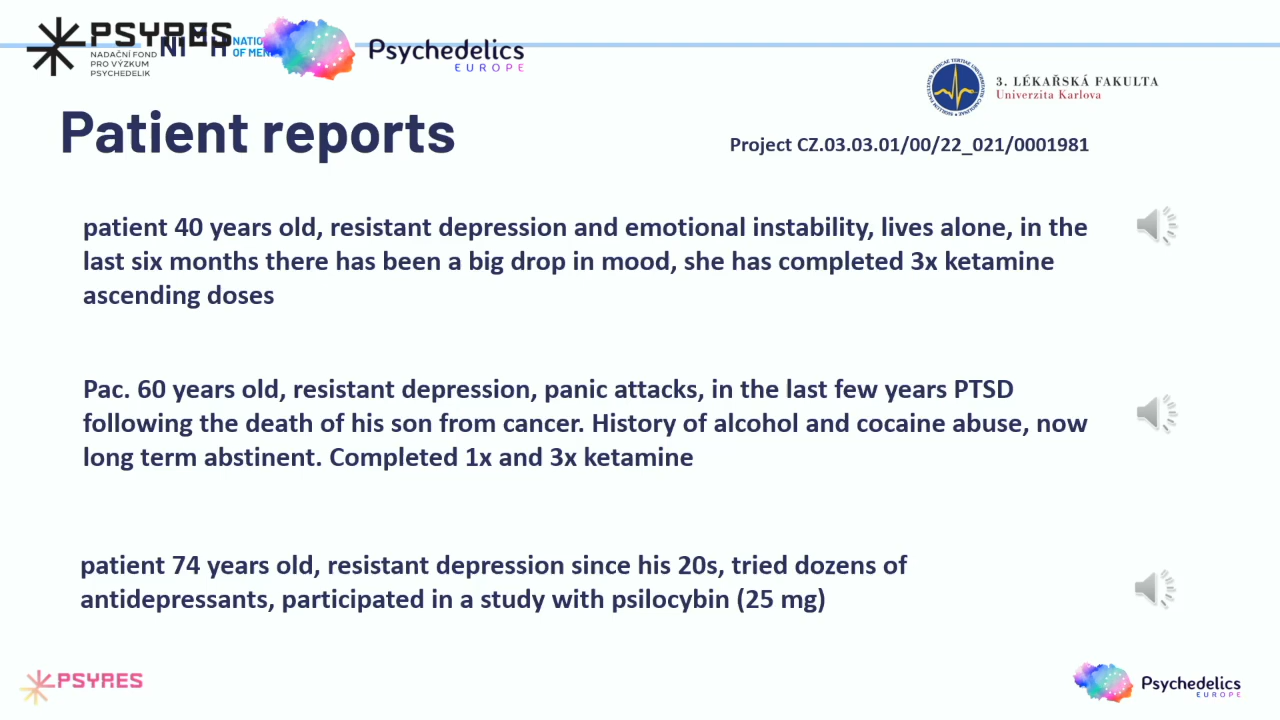 PSYRES
NADAČNÍ FOND
PRO VÝZKUM
PSYCHEDELIK
OF
Psychedelics
EUROPE
3. LÉKAŘSKÁ FAKULTA
Univerzita Karlova
Patient reports
Project CZ.03.03.01/00/22_021/0001981
patient 40 years old, resistant depression and emotional instability, lives alone, in the
last six months there has been a big drop in mood, she has completed 3x ketamine
ascending doses
Pac. 60 years old, resistant depression, panic attacks, in the last few years PTSD
following the death of his son from cancer. History of alcohol and cocaine abuse, now
long term abstinent. Completed 1x and 3x ketamine
patient 74 years old, resistant depression since his 20s, tried dozens of
antidepressants, participated in a study with psilocybin (25 mg)
PSYRES
Psychedelics
EUROPE